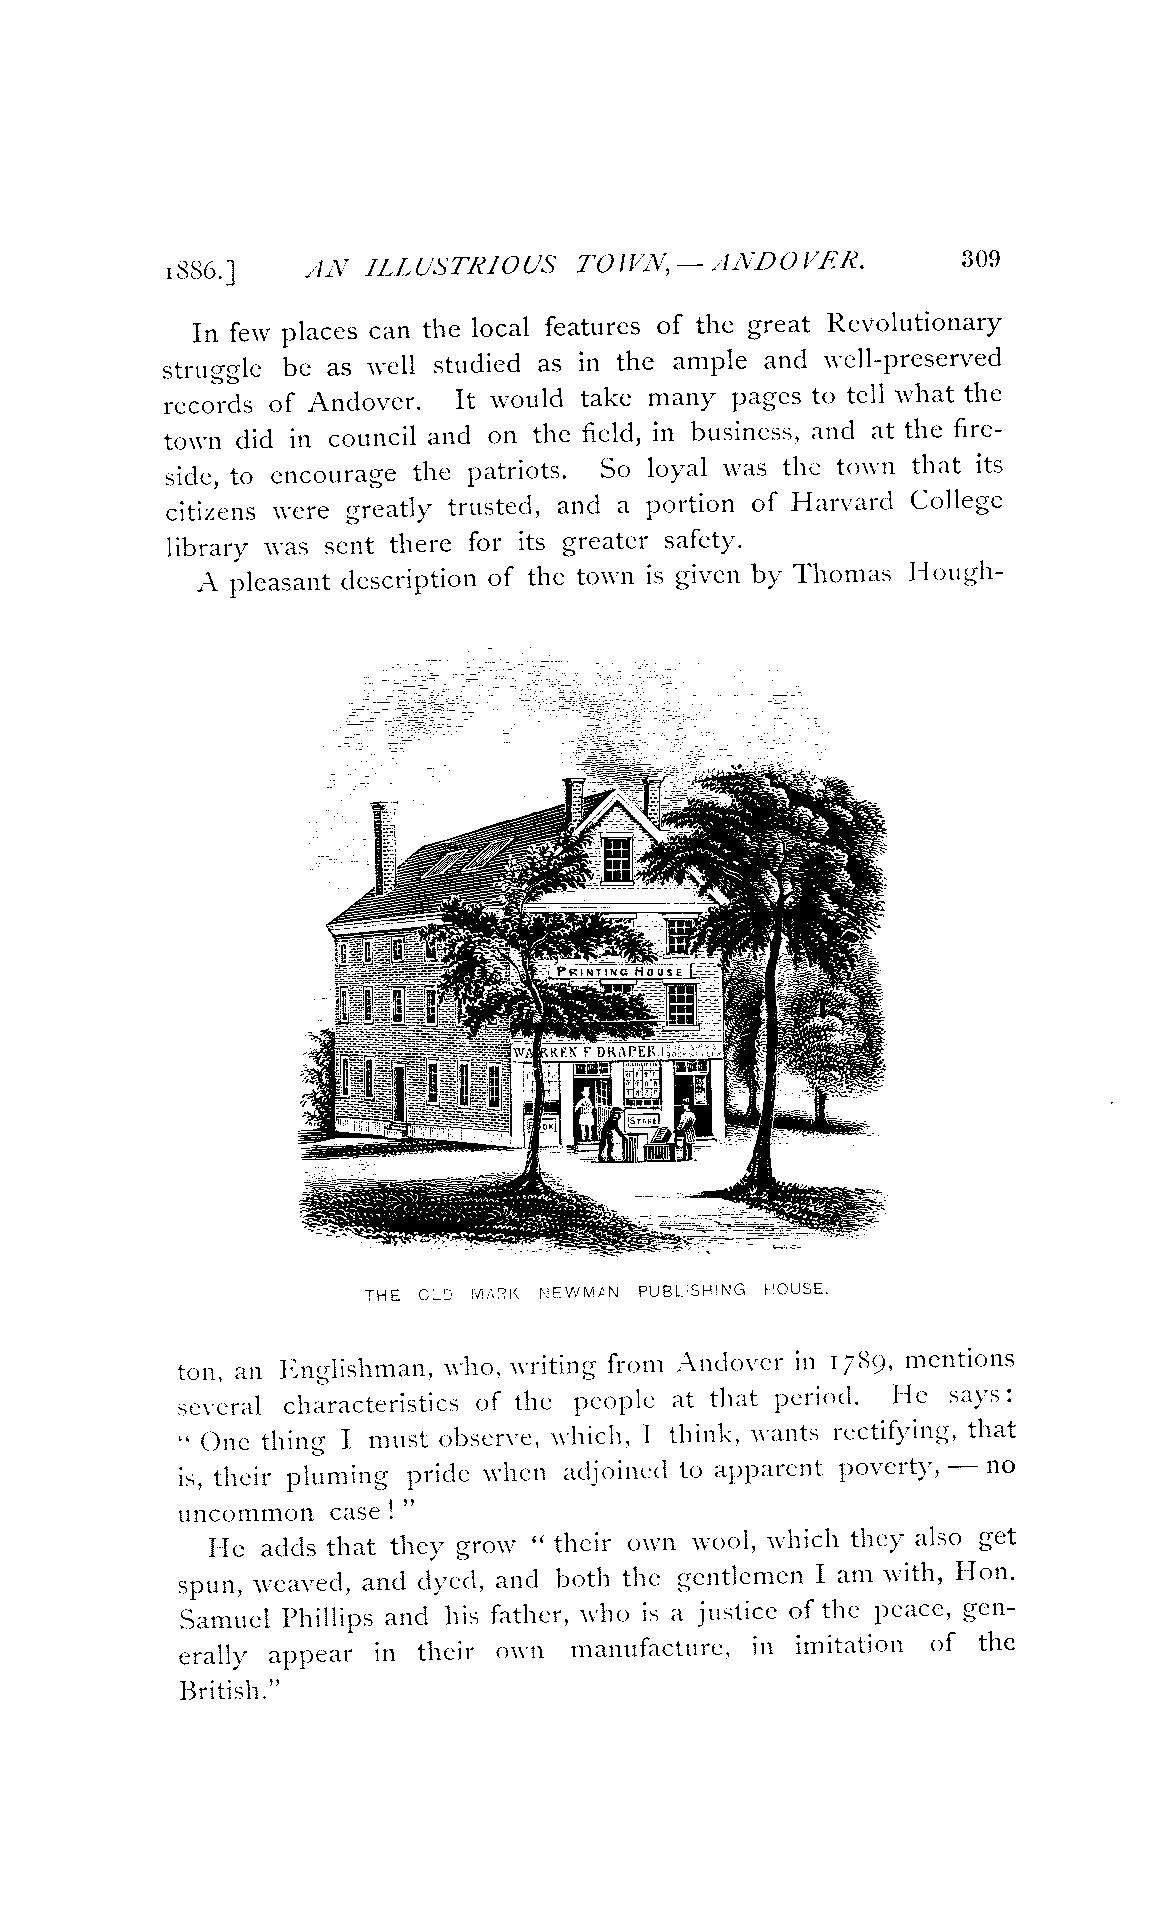 1886.] AN ILLUSTRIOUS TOWN,— ANDOVER. 309
In few places can the local features of the great Revolutionary
struggle be as well studied as in the ample and well-preserved
records of Andover. It would take many pages to tell what the
town did in council and on the field, in business, and at the fire-
side, to encourage the patriots. So loyal was the town that its
citizens were greatly trusted, and a portion of Harvard College
library was sent there for its greater safety.
A pleasant description of the town is given by Thomas Hough-
PRINTING HOUSE
WARREN F DRAPER
STORE
THE OLD MARK NEWMAN PUBLISHING HOUSE.
ton, an Englishman, who, writing from Andover in 1789, mentions
several characteristics of the people at that period. He says:
“ One thing I must observe, which, I think, wants rectifying, that
is, their pluming pride when adjoined to apparent poverty, — no
uncommon case! ”
He adds that they grow “ their own wool, which they also get
spun, weaved, and dyed, and both the gentlemen I am with, Hon.
Samuel Phillips and his father, who is a justice of the peace, gen-
erally appear in their own manufacture, in imitation of the
British.”